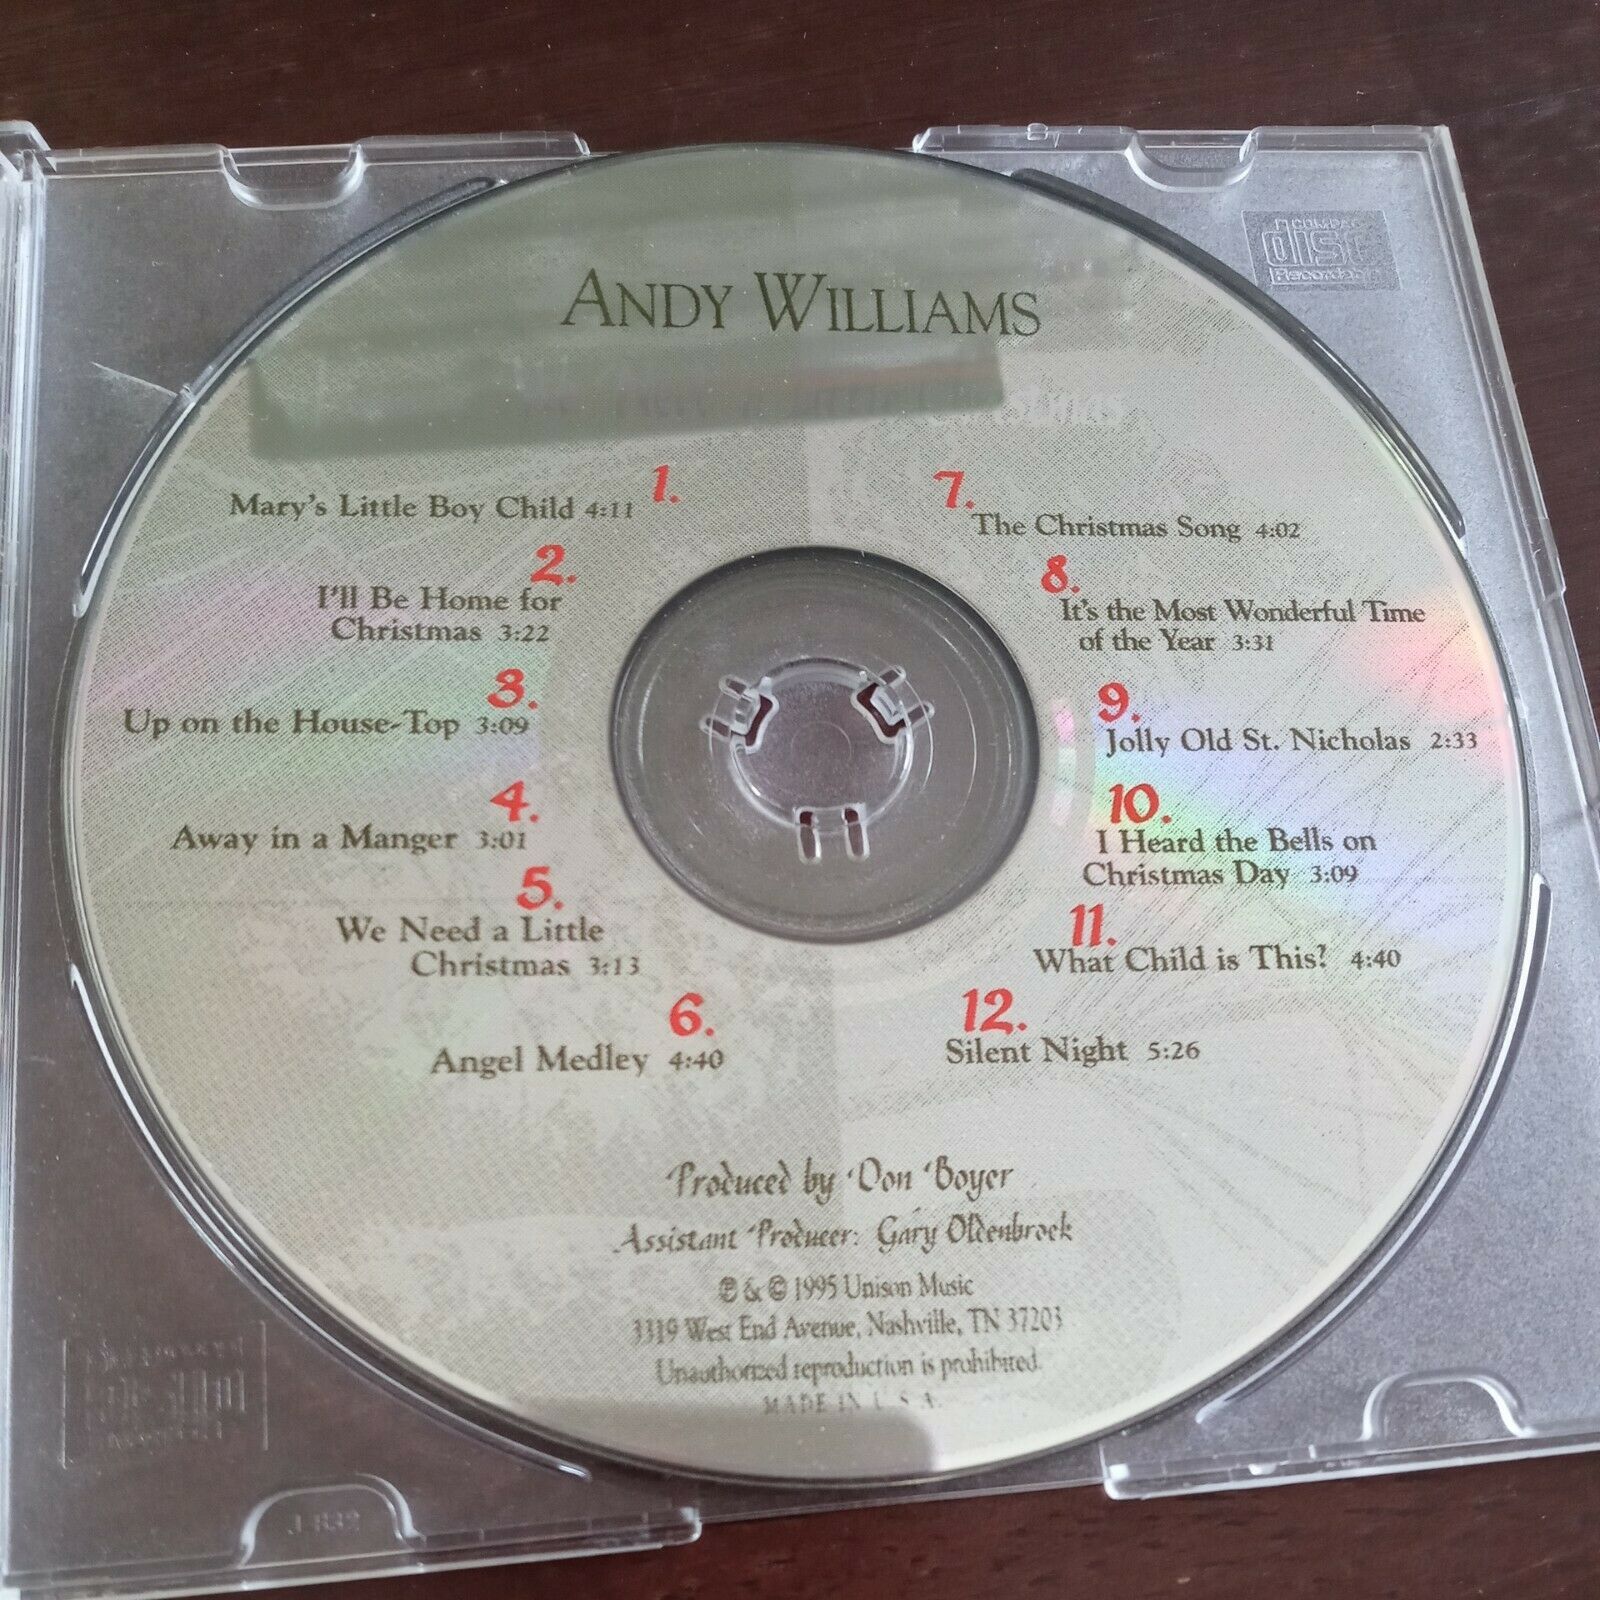 COMPACT
disc
Recordable
ANDY WILLIAMS
1.
Mary's Little Boy Child 4:11
2.
I'll Be Home for
Christmas 3:22
3.
Up on the House-Top 3:09
4.
Away in a Manger 3:01
5.
We Need a Little
Christmas 3:13
6.
Angel Medley 4:40
7.
The Christmas Song 4:02
8.
It's the Most Wonderful Time
of the Year 3:31
9.
Jolly Old St. Nicholas 2:33
10.
I Heard the Bells on
Christmas Day 3:09
11.
What Child is This? 4:40
12.
Silent Night 5:26
Produced by Don Boyer
Assistant Producer: Gary Oldenbroek
℗ & © 1995 Unison Music
3319 West End Avenue, Nashville, TN 37203
Unauthorized reproduction is prohibited.
MADE IN U.S.A.